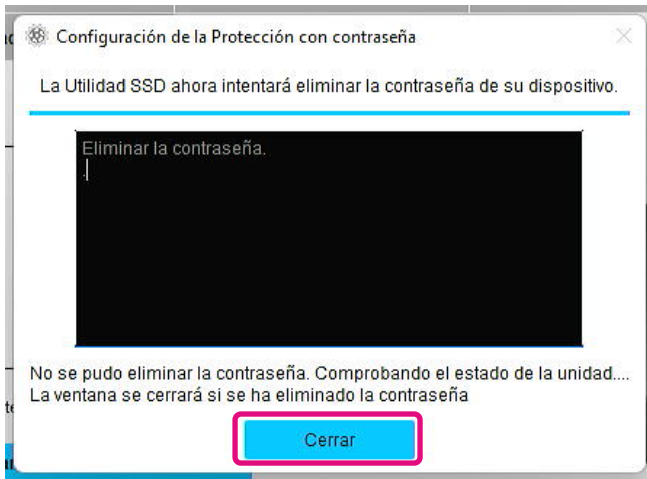 Configuración de la Protección con contraseña
La Utilidad SSD ahora intentará eliminar la contraseña de su dispositivo.
Eliminar la contraseña.
.
No se pudo eliminar la contraseña. Comprobando el estado de la unidad....
La ventana se cerrará si se ha eliminado la contraseña
Cerrar